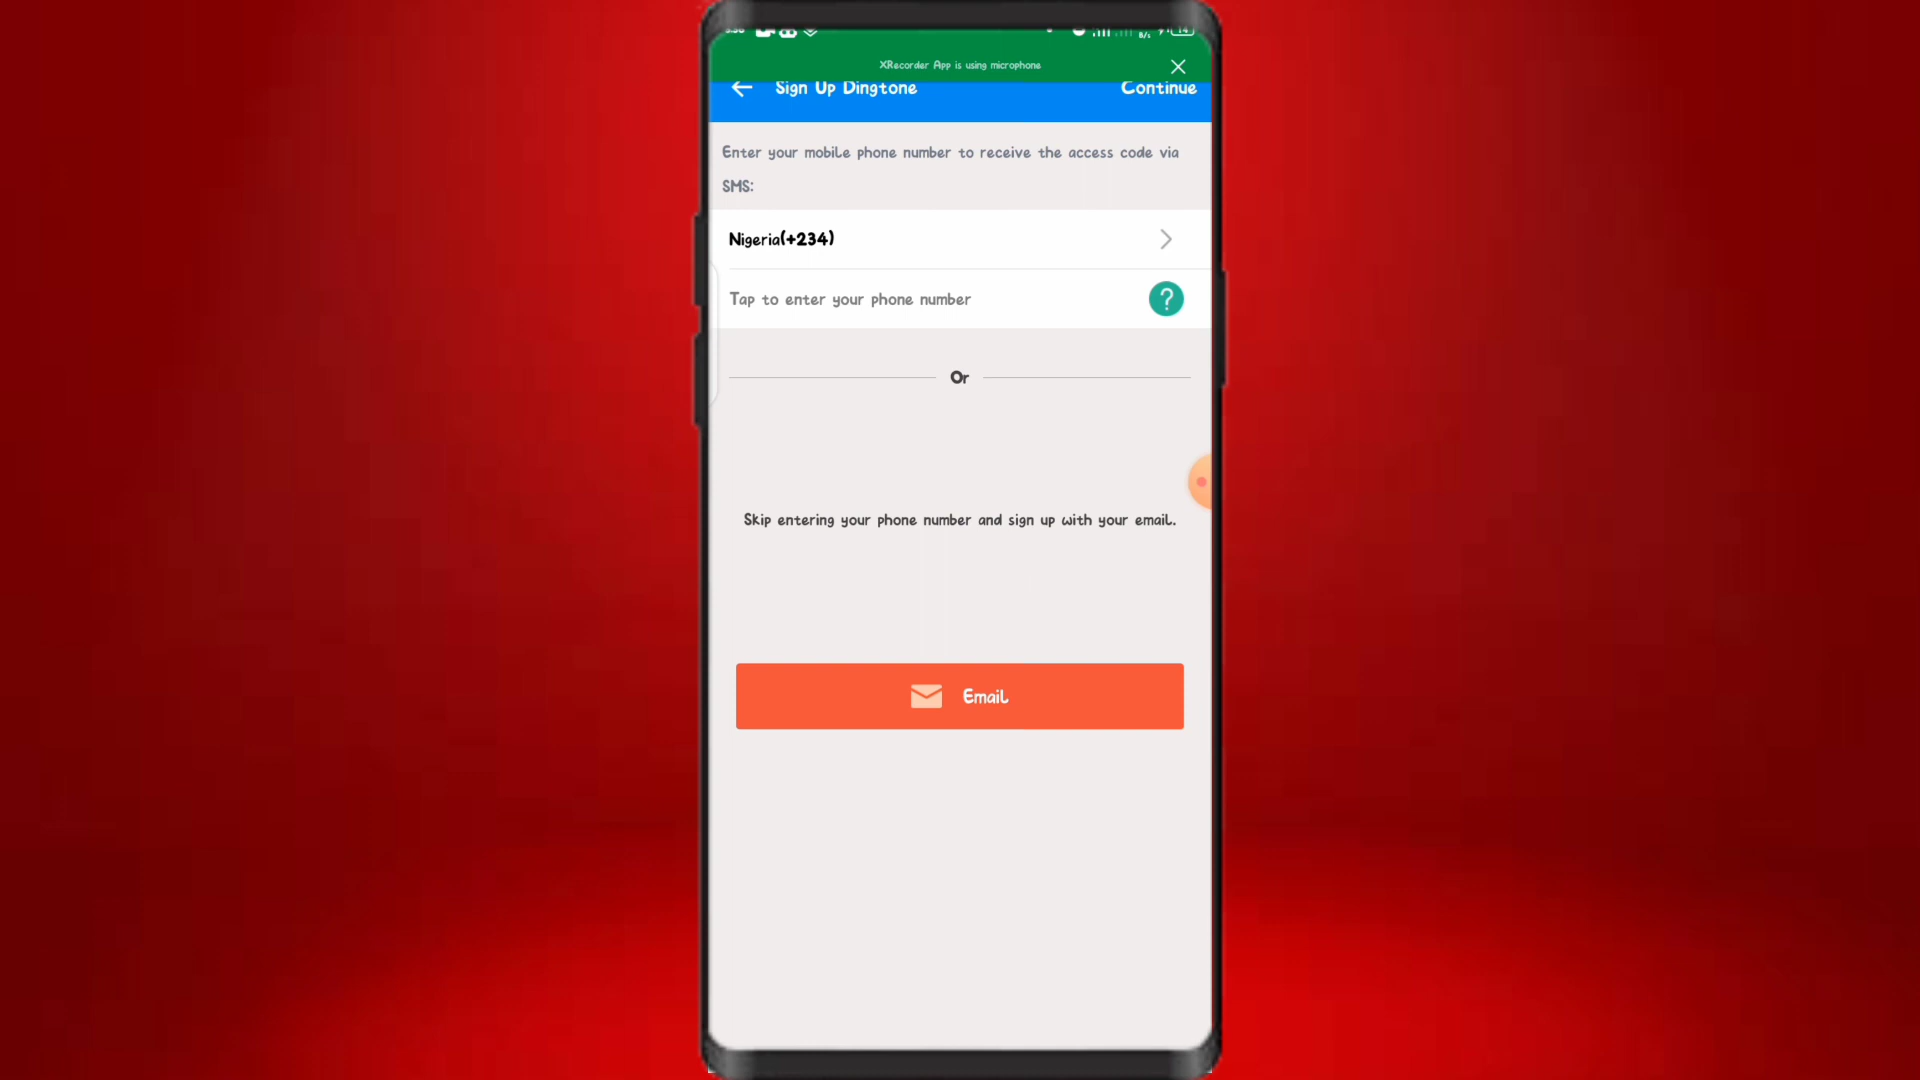 XRecorder App is using microphone
Sign Up Dingtone
Continue
Enter your mobile phone number to receive the access code via
SMS:
Nigeria(+234)
Tap to enter your phone number
?
Or
Skip entering your phone number and sign up with your email.
Email